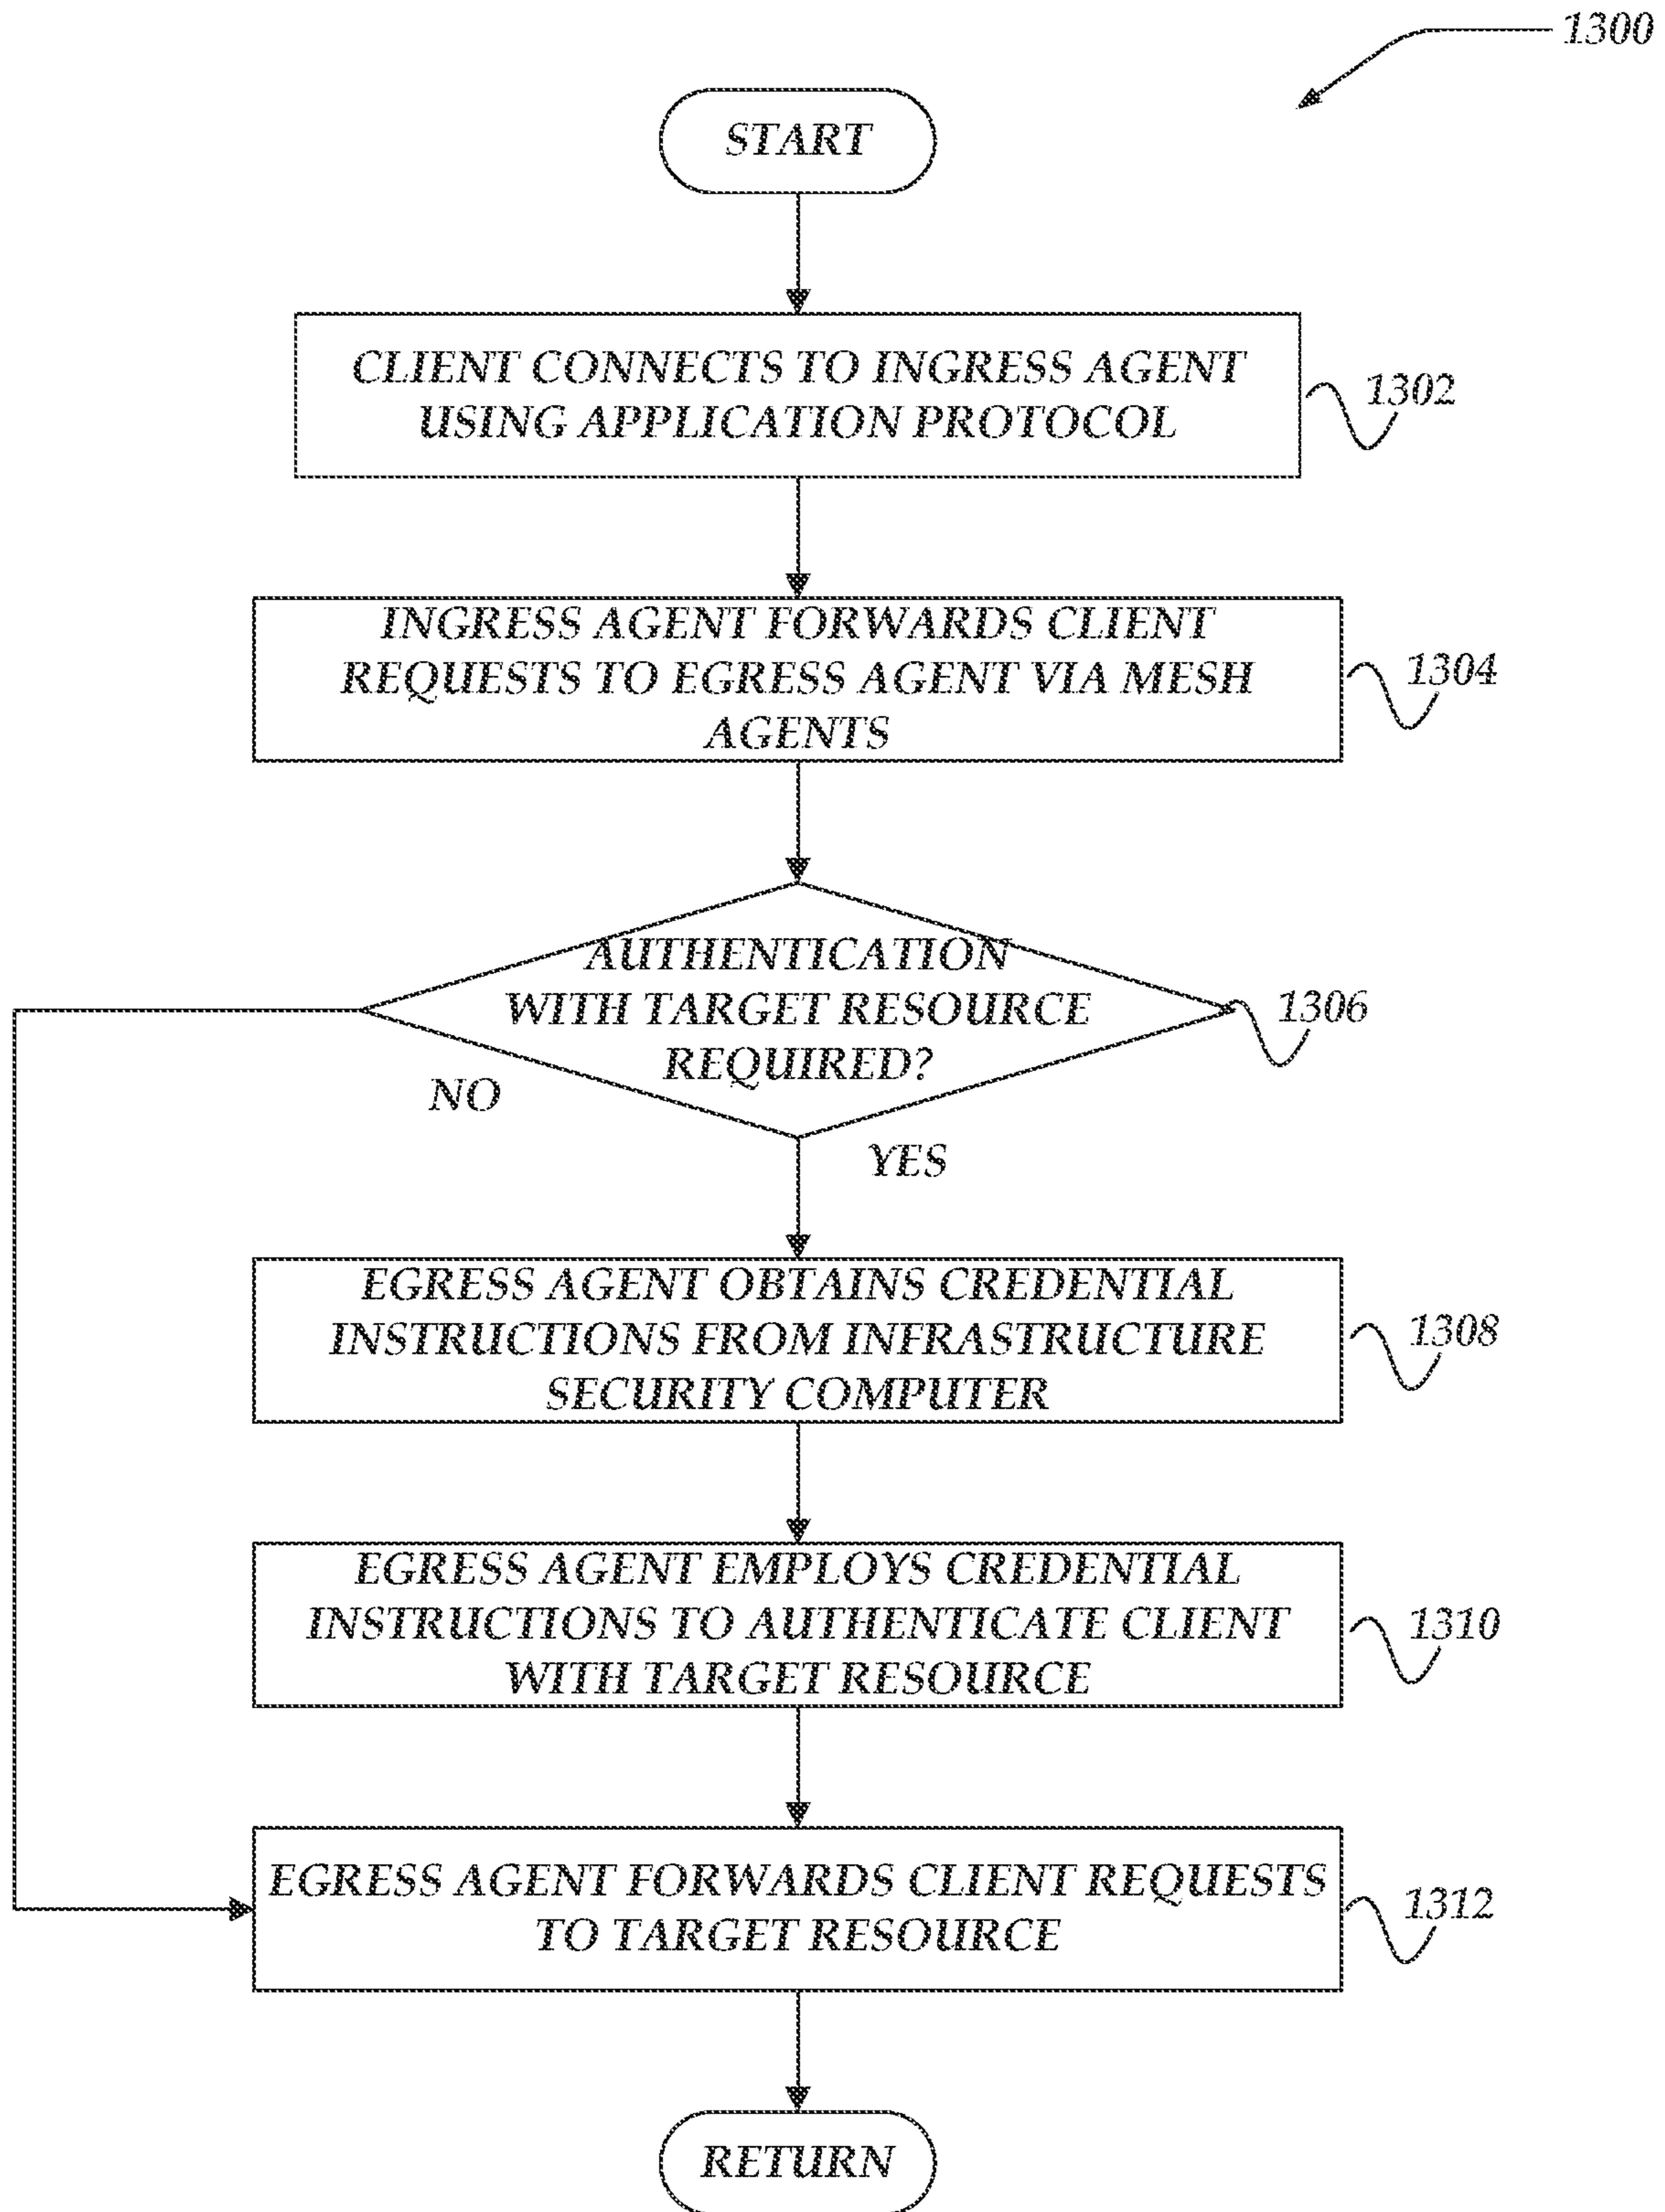 1300
START
CLIENT CONNECTS TO INGRESS AGENT
USING APPLICATION PROTOCOL
1302
INGRESS AGENT FORWARDS CLIENT
REQUESTS TO EGRESS AGENT VIA MESH
AGENTS
1304
AUTHENTICATION
WITH TARGET RESOURCE
REQUIRED?
1306
NO
YES
EGRESS AGENT OBTAINS CREDENTIAL
INSTRUCTIONS FROM INFRASTRUCTURE
SECURITY COMPUTER
1308
EGRESS AGENT EMPLOYS CREDENTIAL
INSTRUCTIONS TO AUTHENTICATE CLIENT
WITH TARGET RESOURCE
1310
EGRESS AGENT FORWARDS CLIENT REQUESTS
TO TARGET RESOURCE
1312
RETURN